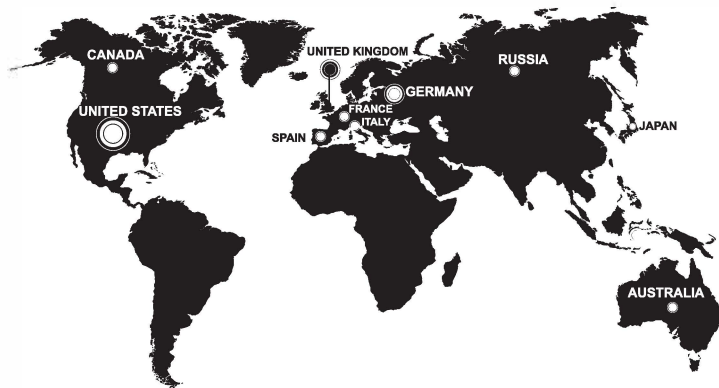 UNITED KINGDOM
CANADA
RUSSIA
GERMANY
UNITED STATES
FRANCE
ITALY
JAPAN
SPAIN
AUSTRALIA